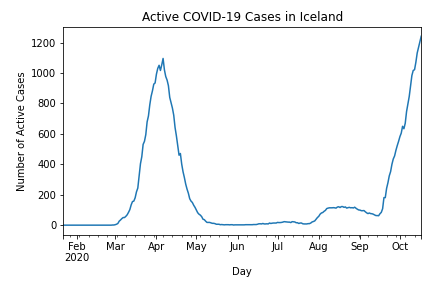 Active COVID-19 Cases in Iceland
1200
1000
800
600
400
200
0
Number of Active Cases
Feb Mar Apr May Jun Jul Aug Sep Oct
2020
Day